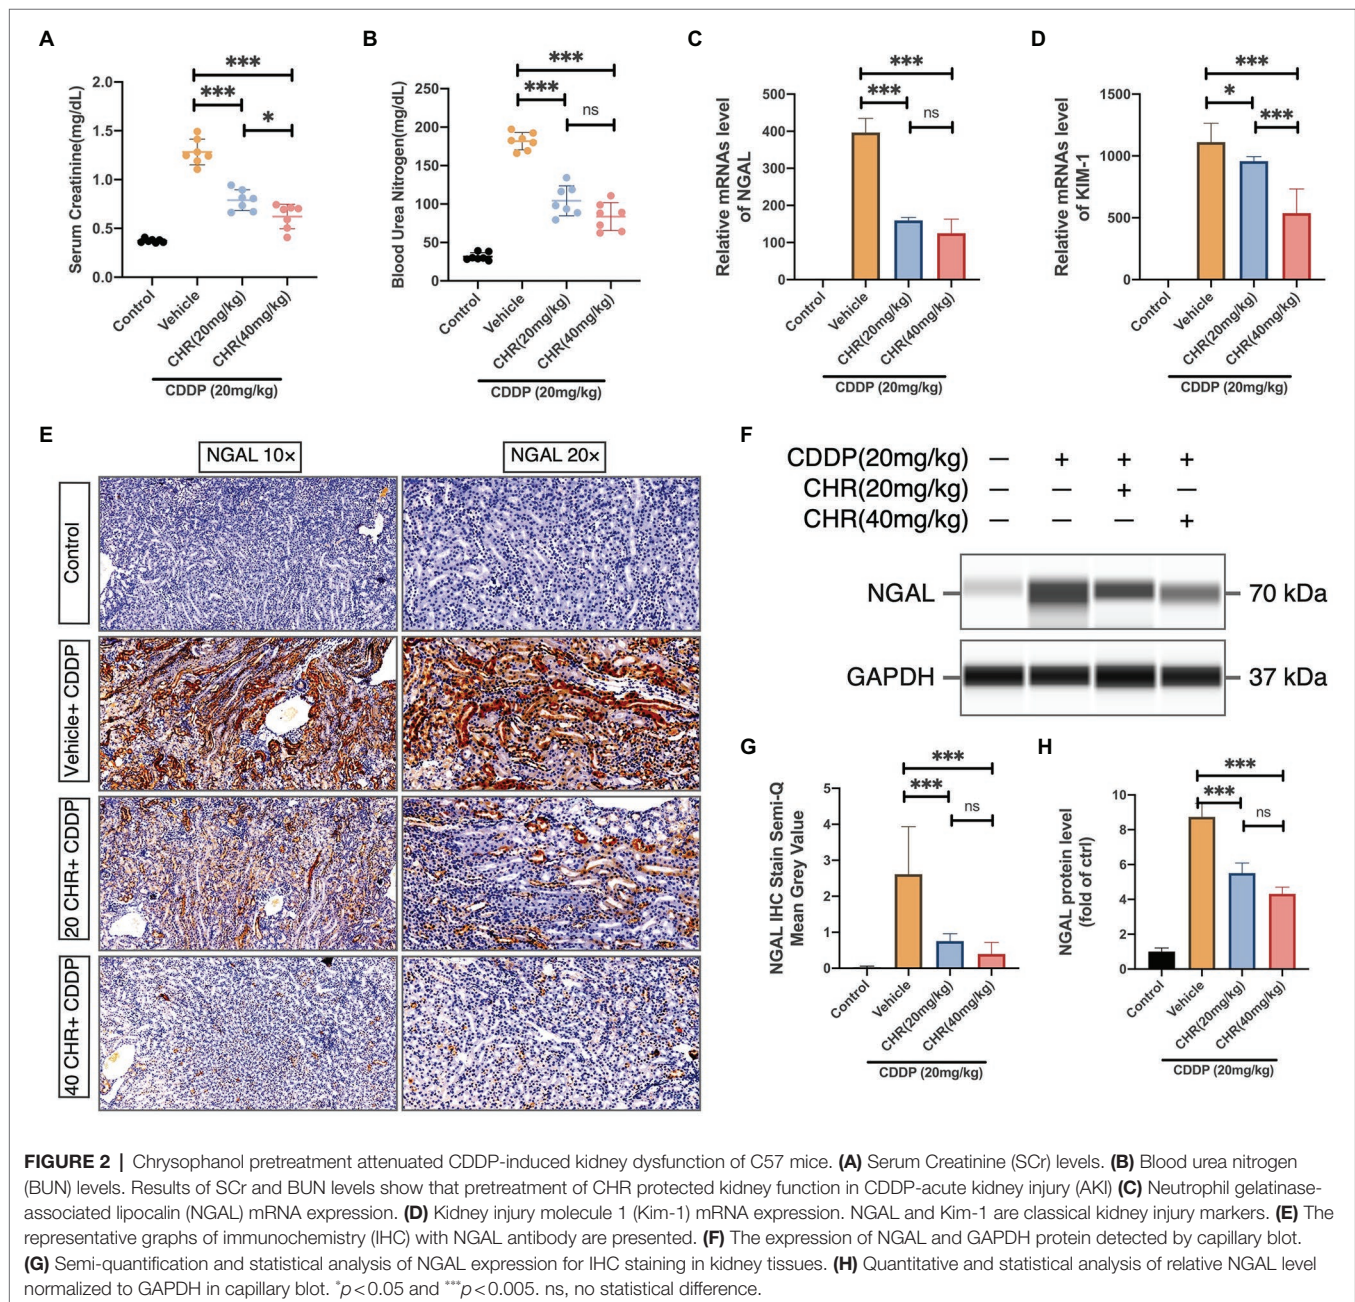 A
Serum Creatinine(mg/dL)
2.0
1.5
1.0
0.5
0.0
***
***
*
Control
Vehicle
CHR(20mg/kg)
CHR(40mg/kg)
CDDP (20mg/kg)
B
Blood Urea Nitrogen(mg/dL)
250
200
150
100
50
0
***
***
ns
Control
Vehicle
CHR(20mg/kg)
CHR(40mg/kg)
CDDP (20mg/kg)
C
Relative mRNAs level
of NGAL
500
400
300
200
100
0
***
***
ns
Control
Vehicle
CHR(20mg/kg)
CHR(40mg/kg)
CDDP (20mg/kg)
D
Relative mRNAs level
of KIM-1
1500
1000
500
0
***
*
***
Control
Vehicle
CHR(20mg/kg)
CHR(40mg/kg)
CDDP (20mg/kg)
E
NGAL 10×
NGAL 20×
Control
Vehicle+ CDDP
20 CHR+ CDDP
40 CHR+ CDDP
F
CDDP(20mg/kg) — + + +
CHR(20mg/kg) — — + —
CHR(40mg/kg) — — — +
NGAL 70 kDa
GAPDH 37 kDa
G
NGAL IHC Stain Semi-Q
Mean Grey Value
5
4
3
2
1
0
***
***
ns
Control
Vehicle
CHR(20mg/kg)
CHR(40mg/kg)
CDDP (20mg/kg)
H
NGAL protein level
(fold of ctrl)
10
8
6
4
2
0
***
***
ns
Control
Vehicle
CHR(20mg/kg)
CHR(40mg/kg)
CDDP (20mg/kg)
FIGURE 2 | Chrysophanol pretreatment attenuated CDDP-induced kidney dysfunction of C57 mice. (A) Serum Creatinine (SCr) levels. (B) Blood urea nitrogen
(BUN) levels. Results of SCr and BUN levels show that pretreatment of CHR protected kidney function in CDDP-acute kidney injury (AKI) (C) Neutrophil gelatinase-
associated lipocalin (NGAL) mRNA expression. (D) Kidney injury molecule 1 (Kim-1) mRNA expression. NGAL and Kim-1 are classical kidney injury markers. (E) The
representative graphs of immunochemistry (IHC) with NGAL antibody are presented. (F) The expression of NGAL and GAPDH protein detected by capillary blot.
(G) Semi-quantification and statistical analysis of NGAL expression for IHC staining in kidney tissues. (H) Quantitative and statistical analysis of relative NGAL level
normalized to GAPDH in capillary blot. *p<0.05 and ***p<0.005. ns, no statistical difference.